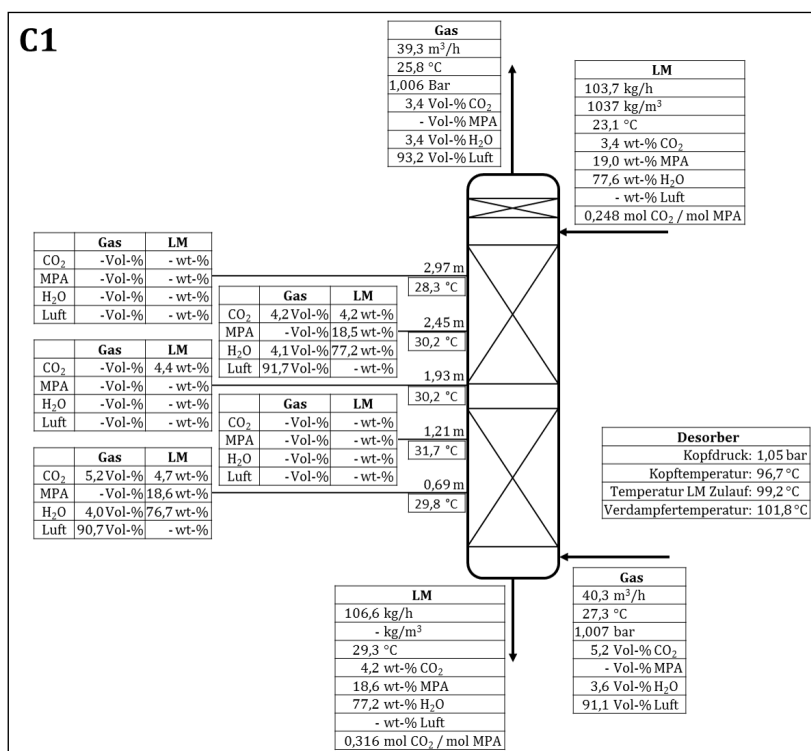 C1
Gas
39,3 m³/h
25,8 °C
1,006 Bar
3,4 Vol-% CO₂
- Vol-% MPA
3,4 Vol-% H₂O
93,2 Vol-% Luft
LM
103,7 kg/h
1037 kg/m³
23,1 °C
3,4 wt-% CO₂
19,0 wt-% MPA
77,6 wt-% H₂O
- wt-% Luft
0,248 mol CO₂ / mol MPA
Gas LM
CO₂ -Vol-% - wt-%
MPA -Vol-% - wt-%
H₂O -Vol-% - wt-%
Luft -Vol-% - wt-%
2,97 m
28,3 °C
Gas LM
CO₂ 4,2 Vol-% 4,2 wt-%
MPA -Vol-% 18,5 wt-%
H₂O 4,1 Vol-% 77,2 wt-%
Luft 91,7 Vol-% - wt-%
2,45 m
30,2 °C
Gas LM
CO₂ -Vol-% 4,4 wt-%
MPA -Vol-% - wt-%
H₂O -Vol-% - wt-%
Luft -Vol-% - wt-%
1,93 m
30,2 °C
Gas LM
CO₂ -Vol-% - wt-%
MPA -Vol-% - wt-%
H₂O -Vol-% - wt-%
Luft -Vol-% - wt-%
1,21 m
31,7 °C
Gas LM
CO₂ 5,2 Vol-% 4,7 wt-%
MPA -Vol-% 18,6 wt-%
H₂O 4,0 Vol-% 76,7 wt-%
Luft 90,7 Vol-% - wt-%
0,69 m
29,8 °C
Desorber
Kopfdruck: 1,05 bar
Kopftemperatur: 96,7 °C
Temperatur LM Zulauf: 99,2 °C
Verdampfertemperatur: 101,8 °C
LM
106,6 kg/h
- kg/m³
29,3 °C
4,2 wt-% CO₂
18,6 wt-% MPA
77,2 wt-% H₂O
- wt-% Luft
0,316 mol CO₂ / mol MPA
Gas
40,3 m³/h
27,3 °C
1,007 bar
5,2 Vol-% CO₂
- Vol-% MPA
3,6 Vol-% H₂O
91,1 Vol-% Luft